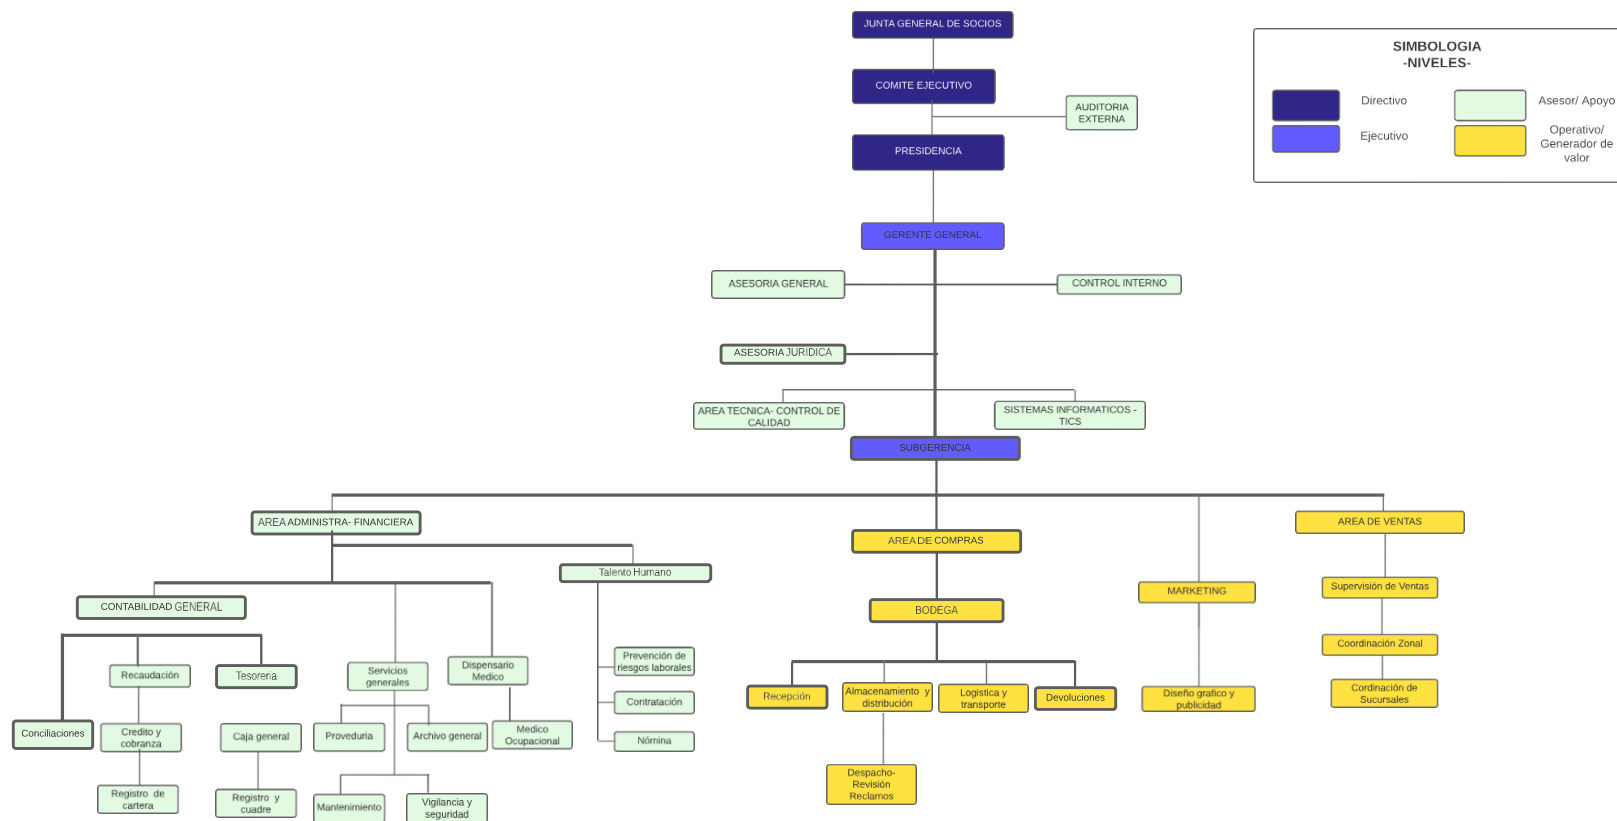 JUNTA GENERAL DE SOCIOS
SIMBOLOGIA
-NIVELES-
COMITE EJECUTIVO
Directivo
Asesor/ Apoyo
AUDITORIA
EXTERNA
Ejecutivo
Operativo/
Generador de
valor
PRESIDENCIA
GERENTE GENERAL
ASESORIA GENERAL
CONTROL INTERNO
ASESORIA JURIDICA
AREA TECNICA- CONTROL DE
CALIDAD
SISTEMAS INFORMATICOS -
TICS
SUBGERENCIA
AREA ADMINISTRA- FINANCIERA
AREA DE COMPRAS
AREA DE VENTAS
Talento Humano
CONTABILIDAD GENERAL
BODEGA
MARKETING
Supervisión de Ventas
Coordinación Zonal
Recaudación
Tesoreria
Servicios
generales
Dispensario
Medico
Prevención de
riesgos laborales
Contratación
Nómina
Recepción
Almacenamiento y
distribución
Logistica y
transporte
Devoluciones
Diseño grafico y
publicidad
Cordinación de
Sucursales
Conciliaciones
Credito y
cobranza
Caja general
Proveduria
Archivo general
Medico
Ocupacional
Registro de
cartera
Registro y
cuadre
Mantenimiento
Vigilancia y
seguridad
Despacho-
Revisión
Reclamos